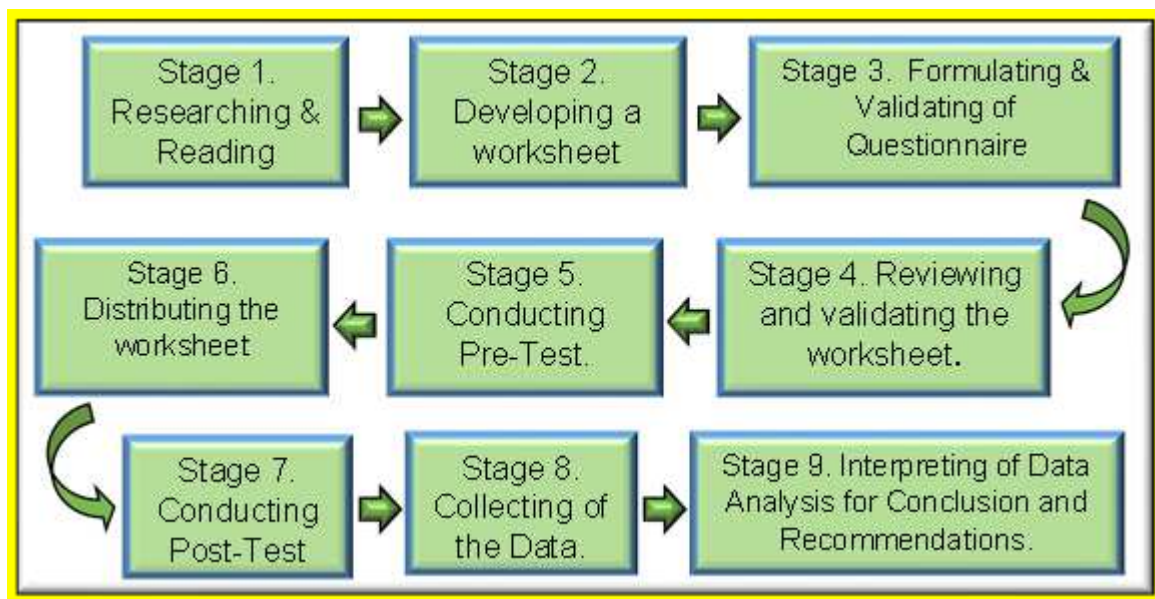 Stage 1.
Researching &
Reading
Stage 2.
Developing a
worksheet
Stage 3. Formulating &
Validating of
Questionnaire
Stage 4. Reviewing
and validating the
worksheet.
Stage 5.
Conducting
Pre-Test.
Stage 6.
Distributing the
worksheet
Stage 7.
Conducting
Post-Test
Stage 8.
Collecting of
the Data.
Stage 9. Interpreting of Data
Analysis for Conclusion and
Recommendations.